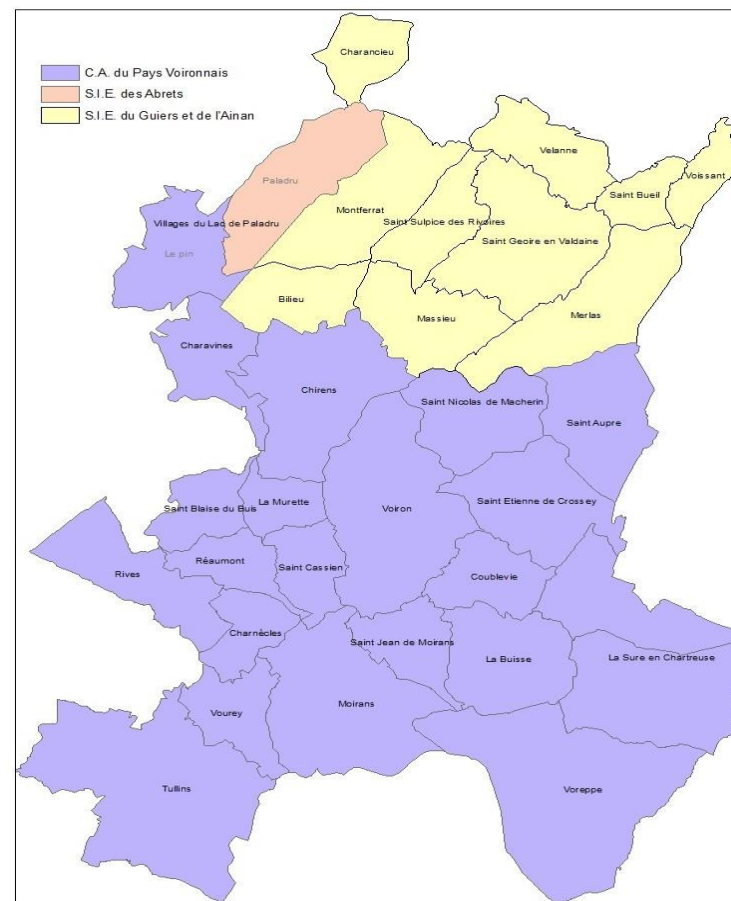 Charancieu
C.A. du Pays Voironnais
S.I.E. des Abrets
S.I.E. du Guiers et de l'Ainan
Velanne
Voissant
Paladru
Saint Bueil
Montferrat
Villages du Lac de Paladru
Saint Sulpice des Rivoires
Saint Geoire en Valdaine
Le pin
Bilieu
Massieu
Merlas
Charavines
Chirens
Saint Nicolas de Macherin
Saint Aupre
La Murette
Saint Etienne de Crossey
Saint Blaise du Buis
Voiron
Réaumont
Saint Cassien
Rives
Coublevie
Charnècles
Saint Jean de Moirans
La Buisse
La Sure en Chartreuse
Vourey
Moirans
Tullins
Voreppe